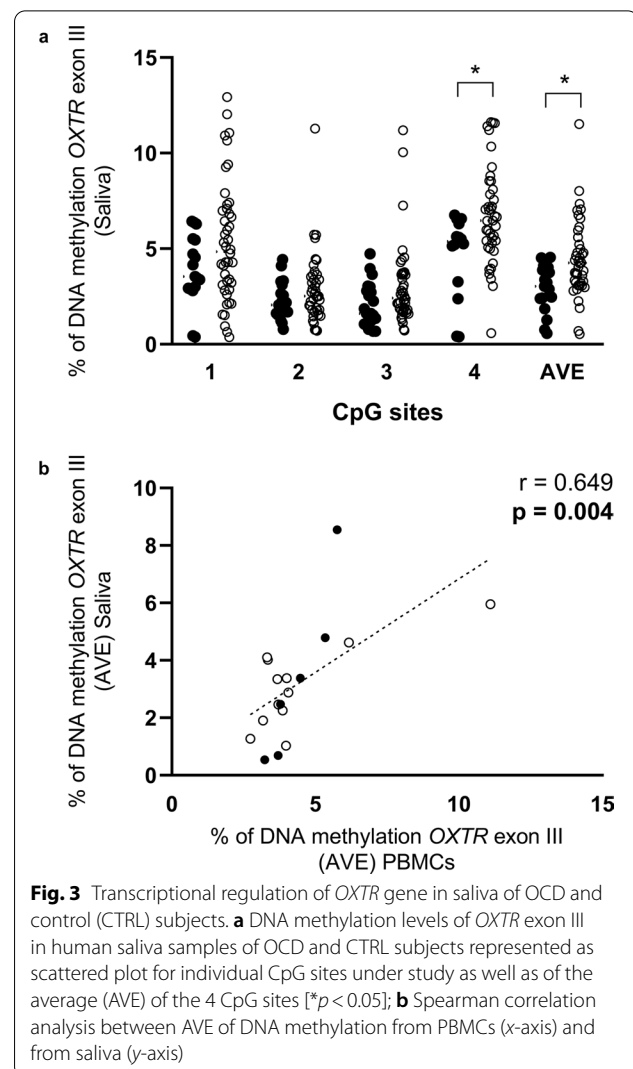 a
% of DNA methylation OXTR exon III
(Saliva)
15
10
5
0
* *
1 2 3 4 AVE
CpG sites
b
% of DNA methylation OXTR exon III
(AVE) Saliva
r = 0.649
p = 0.004
10
8
6
4
2
0
0 5 10 15
% of DNA methylation OXTR exon III
(AVE) PBMCs
Fig. 3 Transcriptional regulation of OXTR gene in saliva of OCD and
control (CTRL) subjects. a DNA methylation levels of OXTR exon III
in human saliva samples of OCD and CTRL subjects represented as
scattered plot for individual CpG sites under study as well as of the
average (AVE) of the 4 CpG sites [*p < 0.05]; b Spearman correlation
analysis between AVE of DNA methylation from PBMCs (x-axis) and
from saliva (y-axis)